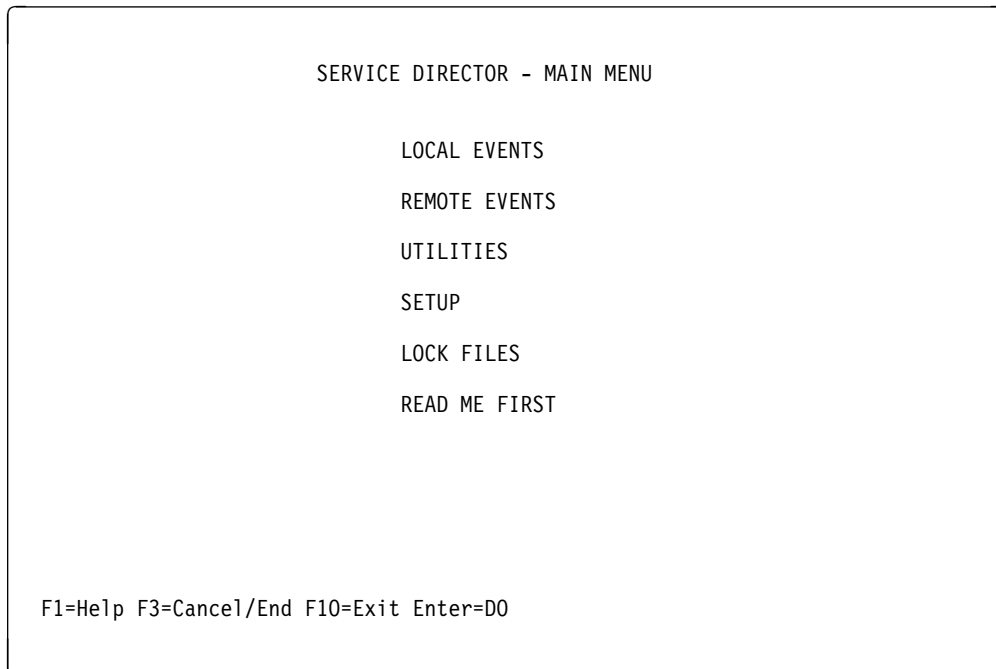 SERVICE DIRECTOR - MAIN MENU
LOCAL EVENTS
REMOTE EVENTS
UTILITIES
SETUP
LOCK FILES
READ ME FIRST
F1=Help F3=Cancel/End F10=Exit Enter=DO